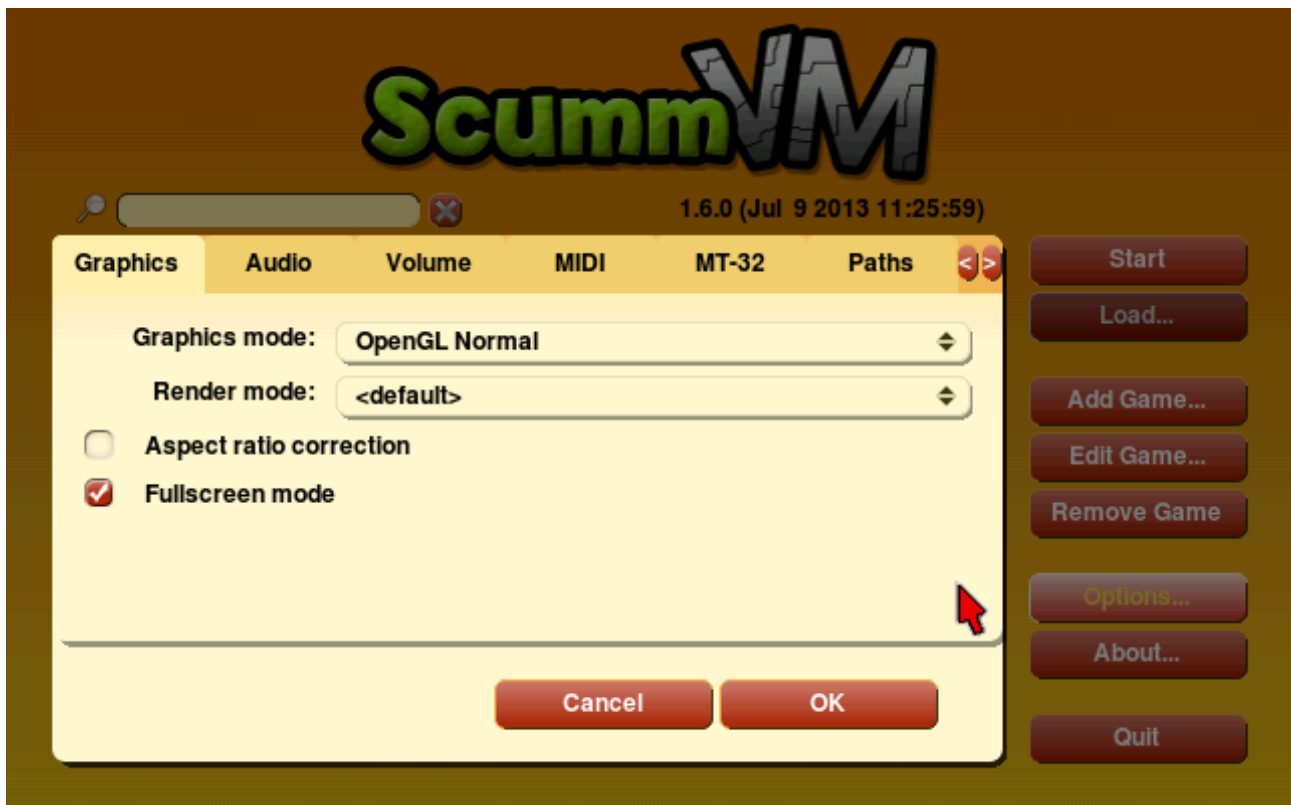 ScummVM
1.6.0 (Jul 9 2013 11:25:59)
Graphics
Audio
Volume
MIDI
MT-32
Paths
< >
Graphics mode:
OpenGL Normal
Render mode:
<default>
Aspect ratio correction
Fullscreen mode
Cancel
OK
Start
Load...
Add Game...
Edit Game...
Remove Game
Options...
About...
Quit